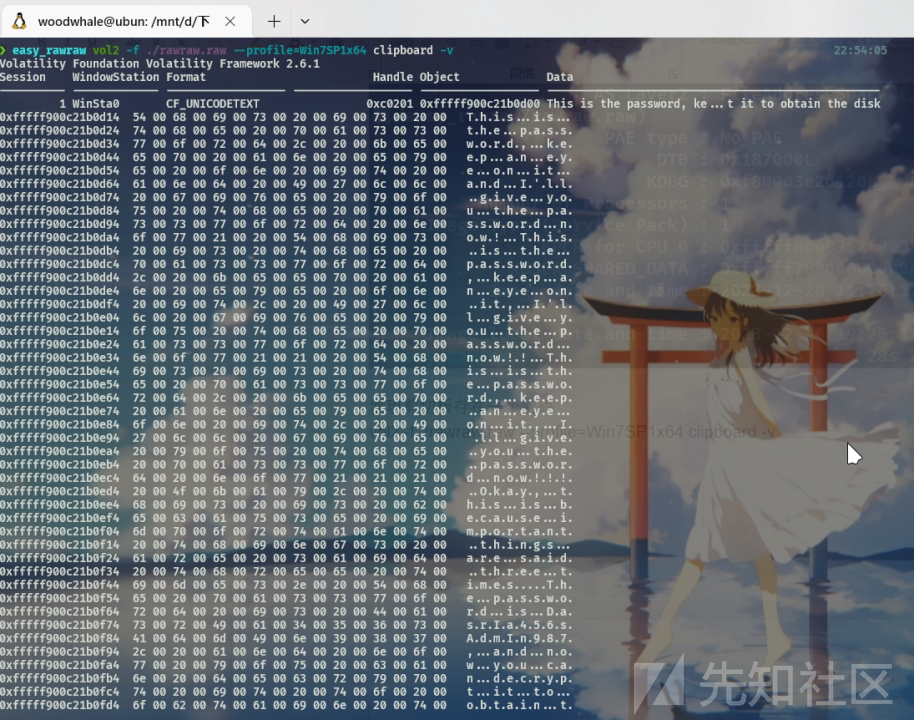 woodwhale@ubun: /mnt/d/下
❯ easy_rawraw vol2 -f ./rawraw.raw --profile=Win7SP1x64 clipboard -v 22:54:05
Volatility Foundation Volatility Framework 2.6.1
Session WindowStation Format Handle Object Data
1 WinSta0 CF_UNICODETEXT 0xc0201 0xfffff900c21b0d00 This is the password, ke...t it to obtain the disk
0xfffff900c21b0d14 54 00 68 00 69 00 73 00 20 00 69 00 73 00 20 00 T.h.i.s...i.s...
0xfffff900c21b0d24 74 00 68 00 65 00 20 00 70 00 61 00 73 00 73 00 t.h.e...p.a.s.s.
0xfffff900c21b0d34 77 00 6f 00 72 00 64 00 2c 00 20 00 6b 00 65 00 w.o.r.d.,...k.e.
0xfffff900c21b0d44 65 00 70 00 20 00 61 00 6e 00 20 00 65 00 79 00 e.p...a.n...e.y.
0xfffff900c21b0d54 65 00 20 00 6f 00 6e 00 20 00 69 00 74 00 20 00 e...o.n...i.t...
0xfffff900c21b0d64 61 00 6e 00 64 00 20 00 49 00 27 00 6c 00 6c 00 a.n.d...I.'.l.l.
0xfffff900c21b0d74 20 00 67 00 69 00 76 00 65 00 20 00 79 00 6f 00 ..g.i.v.e...y.o.
0xfffff900c21b0d84 75 00 20 00 74 00 68 00 65 00 20 00 70 00 61 00 u...t.h.e...p.a.
0xfffff900c21b0d94 73 00 73 00 77 00 6f 00 72 00 64 00 20 00 6e 00 s.s.w.o.r.d...n.
0xfffff900c21b0da4 6f 00 77 00 21 00 20 00 54 00 68 00 69 00 73 00 o.w.!...T.h.i.s.
0xfffff900c21b0db4 20 00 69 00 73 00 20 00 74 00 68 00 65 00 20 00 ..i.s...t.h.e...
0xfffff900c21b0dc4 70 00 61 00 73 00 73 00 77 00 6f 00 72 00 64 00 p.a.s.s.w.o.r.d.
0xfffff900c21b0dd4 2c 00 20 00 6b 00 65 00 65 00 70 00 20 00 61 00 ,...k.e.e.p...a.
0xfffff900c21b0de4 6e 00 20 00 65 00 79 00 65 00 20 00 6f 00 6e 00 n...e.y.e...o.n.
0xfffff900c21b0df4 20 00 69 00 74 00 2c 00 20 00 49 00 27 00 6c 00 ..i.t.,...I.'.l.
0xfffff900c21b0e04 6c 00 20 00 67 00 69 00 76 00 65 00 20 00 79 00 l...g.i.v.e...y.
0xfffff900c21b0e14 6f 00 75 00 20 00 74 00 68 00 65 00 20 00 70 00 o.u...t.h.e...p.
0xfffff900c21b0e24 61 00 73 00 73 00 77 00 6f 00 72 00 64 00 20 00 a.s.s.w.o.r.d...
0xfffff900c21b0e34 6e 00 6f 00 77 00 21 00 21 00 20 00 54 00 68 00 n.o.w.!.!...T.h.
0xfffff900c21b0e44 69 00 73 00 20 00 69 00 73 00 20 00 74 00 68 00 i.s...i.s...t.h.
0xfffff900c21b0e54 65 00 20 00 70 00 61 00 73 00 73 00 77 00 6f 00 e...p.a.s.s.w.o.
0xfffff900c21b0e64 72 00 64 00 2c 00 20 00 6b 00 65 00 65 00 70 00 r.d.,...k.e.e.p.
0xfffff900c21b0e74 20 00 61 00 6e 00 20 00 65 00 79 00 65 00 20 00 ..a.n...e.y.e...
0xfffff900c21b0e84 6f 00 6e 00 20 00 69 00 74 00 2c 00 20 00 49 00 o.n...i.t.,...I.
0xfffff900c21b0e94 27 00 6c 00 6c 00 20 00 67 00 69 00 76 00 65 00 '.l.l...g.i.v.e.
0xfffff900c21b0ea4 20 00 79 00 6f 00 75 00 20 00 74 00 68 00 65 00 ..y.o.u...t.h.e.
0xfffff900c21b0eb4 20 00 70 00 61 00 73 00 73 00 77 00 6f 00 72 00 ..p.a.s.s.w.o.r.
0xfffff900c21b0ec4 64 00 20 00 6e 00 6f 00 77 00 21 00 21 00 21 00 d...n.o.w.!.!.!.
0xfffff900c21b0ed4 20 00 4f 00 6b 00 61 00 79 00 2c 00 20 00 74 00 ..O.k.a.y.,...t.
0xfffff900c21b0ee4 68 00 69 00 73 00 20 00 69 00 73 00 20 00 62 00 h.i.s...i.s...b.
0xfffff900c21b0ef4 65 00 63 00 61 00 75 00 73 00 65 00 20 00 69 00 e.c.a.u.s.e...i.
0xfffff900c21b0f04 6d 00 70 00 6f 00 72 00 74 00 61 00 6e 00 74 00 m.p.o.r.t.a.n.t.
0xfffff900c21b0f14 20 00 74 00 68 00 69 00 6e 00 67 00 73 00 20 00 ..t.h.i.n.g.s...
0xfffff900c21b0f24 61 00 72 00 65 00 20 00 73 00 61 00 69 00 64 00 a.r.e...s.a.i.d.
0xfffff900c21b0f34 20 00 74 00 68 00 72 00 65 00 65 00 20 00 74 00 ..t.h.r.e.e...t.
0xfffff900c21b0f44 69 00 6d 00 65 00 73 00 2e 00 20 00 54 00 68 00 i.m.e.s.....T.h.
0xfffff900c21b0f54 65 00 20 00 70 00 61 00 73 00 73 00 77 00 6f 00 e...p.a.s.s.w.o.
0xfffff900c21b0f64 72 00 64 00 20 00 69 00 73 00 20 00 44 00 61 00 r.d...i.s...D.a.
0xfffff900c21b0f74 73 00 72 00 49 00 61 00 34 00 35 00 36 00 73 00 s.r.I.a.4.5.6.s.
0xfffff900c21b0f84 41 00 64 00 6d 00 49 00 6e 00 39 00 38 00 37 00 A.d.m.I.n.9.8.7.
0xfffff900c21b0f94 2c 00 20 00 61 00 6e 00 64 00 20 00 6e 00 6f 00 ,...a.n.d...n.o.
0xfffff900c21b0fa4 77 00 20 00 79 00 6f 00 75 00 20 00 63 00 61 00 w...y.o.u...c.a.
0xfffff900c21b0fb4 6e 00 20 00 64 00 65 00 63 00 72 00 79 00 70 00 n...d.e.c.r.y.p.
0xfffff900c21b0fc4 74 00 20 00 69 00 74 00 20 00 74 00 6f 00 20 00 t...i.t...t.o...
0xfffff900c21b0fd4 6f 00 62 00 74 00 61 00 69 00 6e 00 20 00 74 00 o.b.t.a.i.n...t.
先知社区